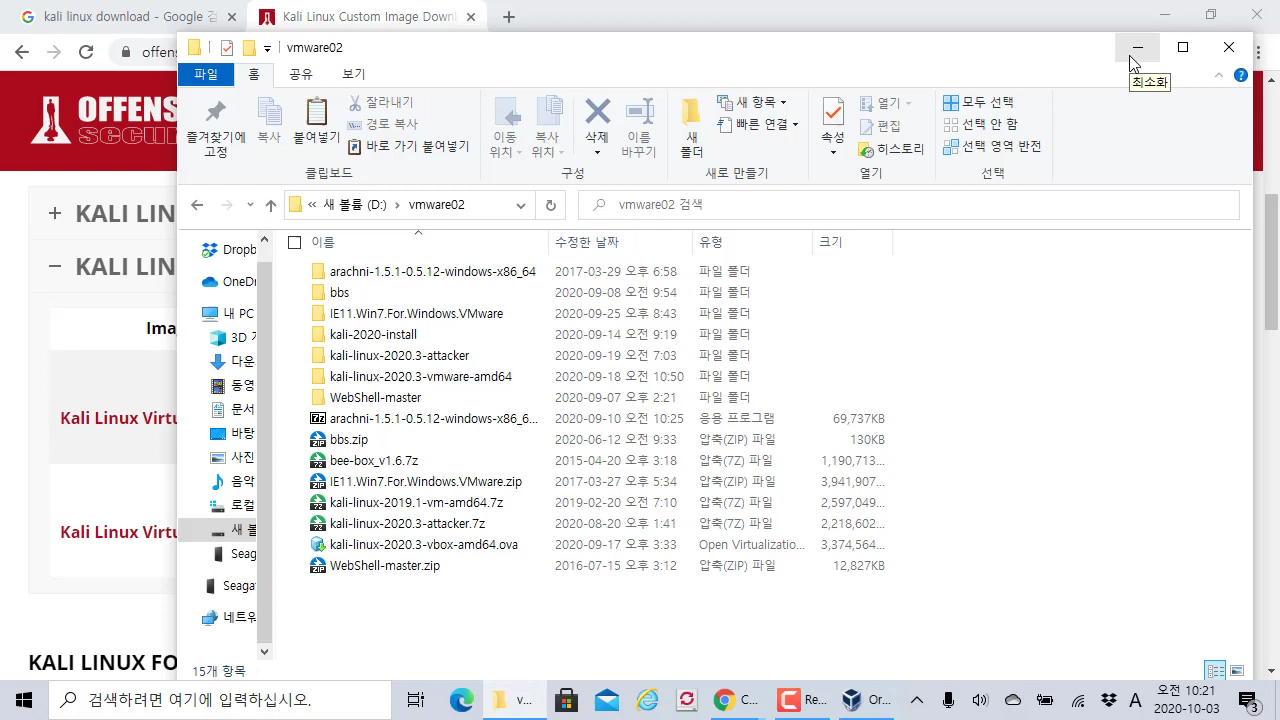 kali linux download - Google 검
Kali Linux Custom Image Downl
offens
vmware02
최소화
파일
홈
공유
보기
즐겨찾기에
고정
복사
붙여넣기
잘라내기
경로 복사
바로 가기 붙여넣기
클립보드
이동
위치
복사
위치
삭제
이름
바꾸기
구성
새
폴더
새 항목
빠른 연결
새로 만들기
속성
열기
편집
히스토리
열기
모두 선택
선택 안 함
선택 영역 반전
선택
OFFENS
secu
« 새 볼륨 (D:) › vmware02
vmware02 검색
이름 수정한 날짜 유형 크기
arachni-1.5.1-0.5.12-windows-x86_64 2017-03-29 오후 6:58 파일 폴더
bbs 2020-09-08 오전 9:54 파일 폴더
IE11.Win7.For.Windows.VMware 2020-09-25 오후 8:43 파일 폴더
kali-2020-install 2020-09-14 오전 9:19 파일 폴더
kali-linux-2020.3-attacker 2020-09-19 오전 7:03 파일 폴더
kali-linux-2020.3-vmware-amd64 2020-09-18 오전 10:50 파일 폴더
WebShell-master 2020-09-07 오후 2:21 파일 폴더
arachni-1.5.1-0.5.12-windows-x86_6... 2020-09-10 오전 10:25 응용 프로그램 69,737KB
bbs.zip 2020-06-12 오전 9:33 압축(ZIP) 파일 130KB
bee-box_v1.6.7z 2015-04-20 오후 3:18 압축(7Z) 파일 1,190,713...
IE11.Win7.For.Windows.VMware.zip 2017-03-27 오후 5:34 압축(ZIP) 파일 3,941,907...
kali-linux-2019.1-vm-amd64.7z 2019-02-20 오후 7:10 압축(7Z) 파일 2,597,049...
kali-linux-2020.3-attacker.7z 2020-08-20 오후 1:41 압축(7Z) 파일 2,218,602...
kali-linux-2020.3-vbox-amd64.ova 2020-09-17 오후 3:33 Open Virtualizatio... 3,374,564...
WebShell-master.zip 2016-07-15 오후 3:12 압축(ZIP) 파일 12,827KB
Dropb
OneDri
내 PC
3D 기
다운
동영
문서
바탕
사진
음악
로컬
새 볼
Seag
Seaga
네트워
15개 항목
KALI LIN
KALI LIN
Imag
Kali Linux Virtu
Kali Linux Virtu
KALI LINUX FO
검색하려면 여기에 입력하십시오.
v...
C...
Re...
Or...
A
오전 10:21
2020-10-03
3